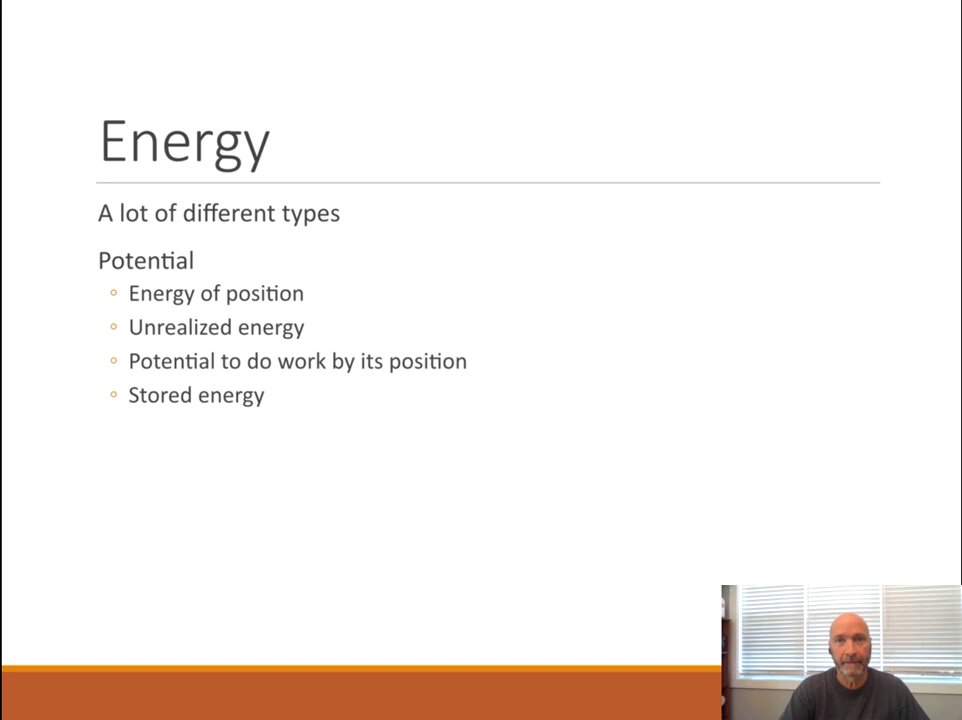 Energy
A lot of different types
Potential
Energy of position
Unrealized energy
Potential to do work by its position
Stored energy